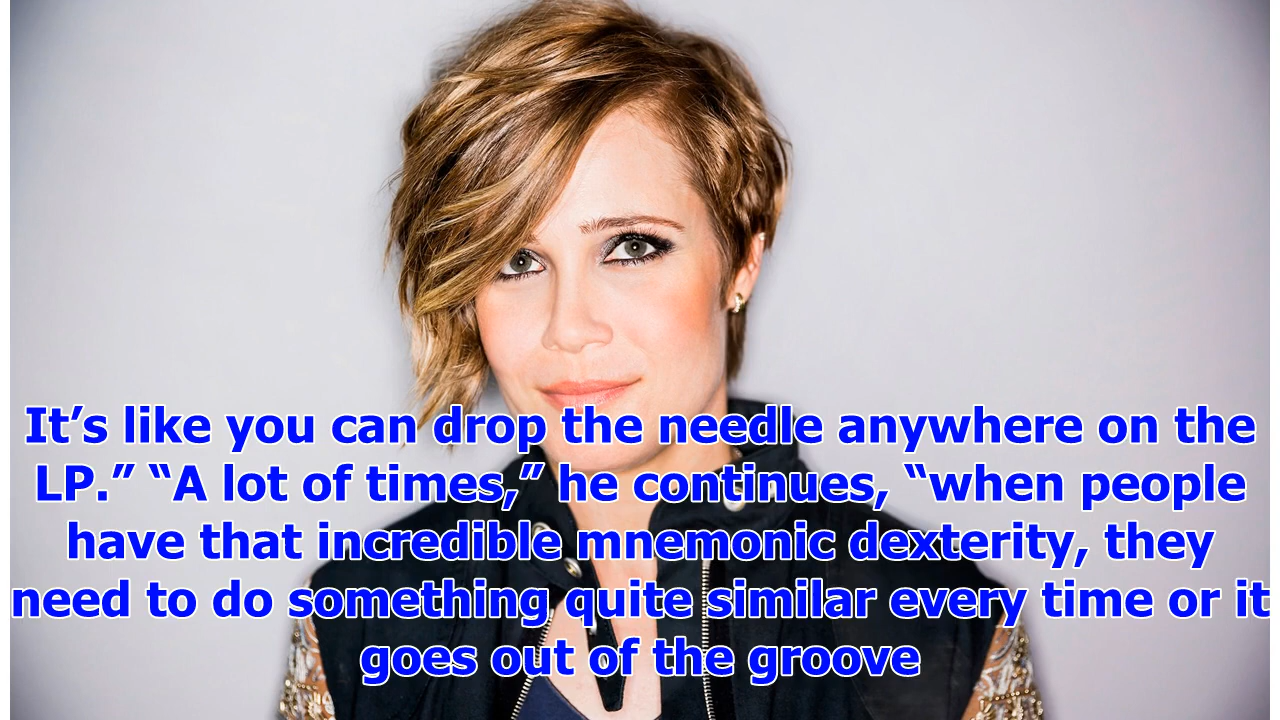 It’s like you can drop the needle anywhere on the
LP.” “A lot of times,” he continues, “when people
have that incredible mnemonic dexterity, they
need to do something quite similar every time or it
goes out of the groove